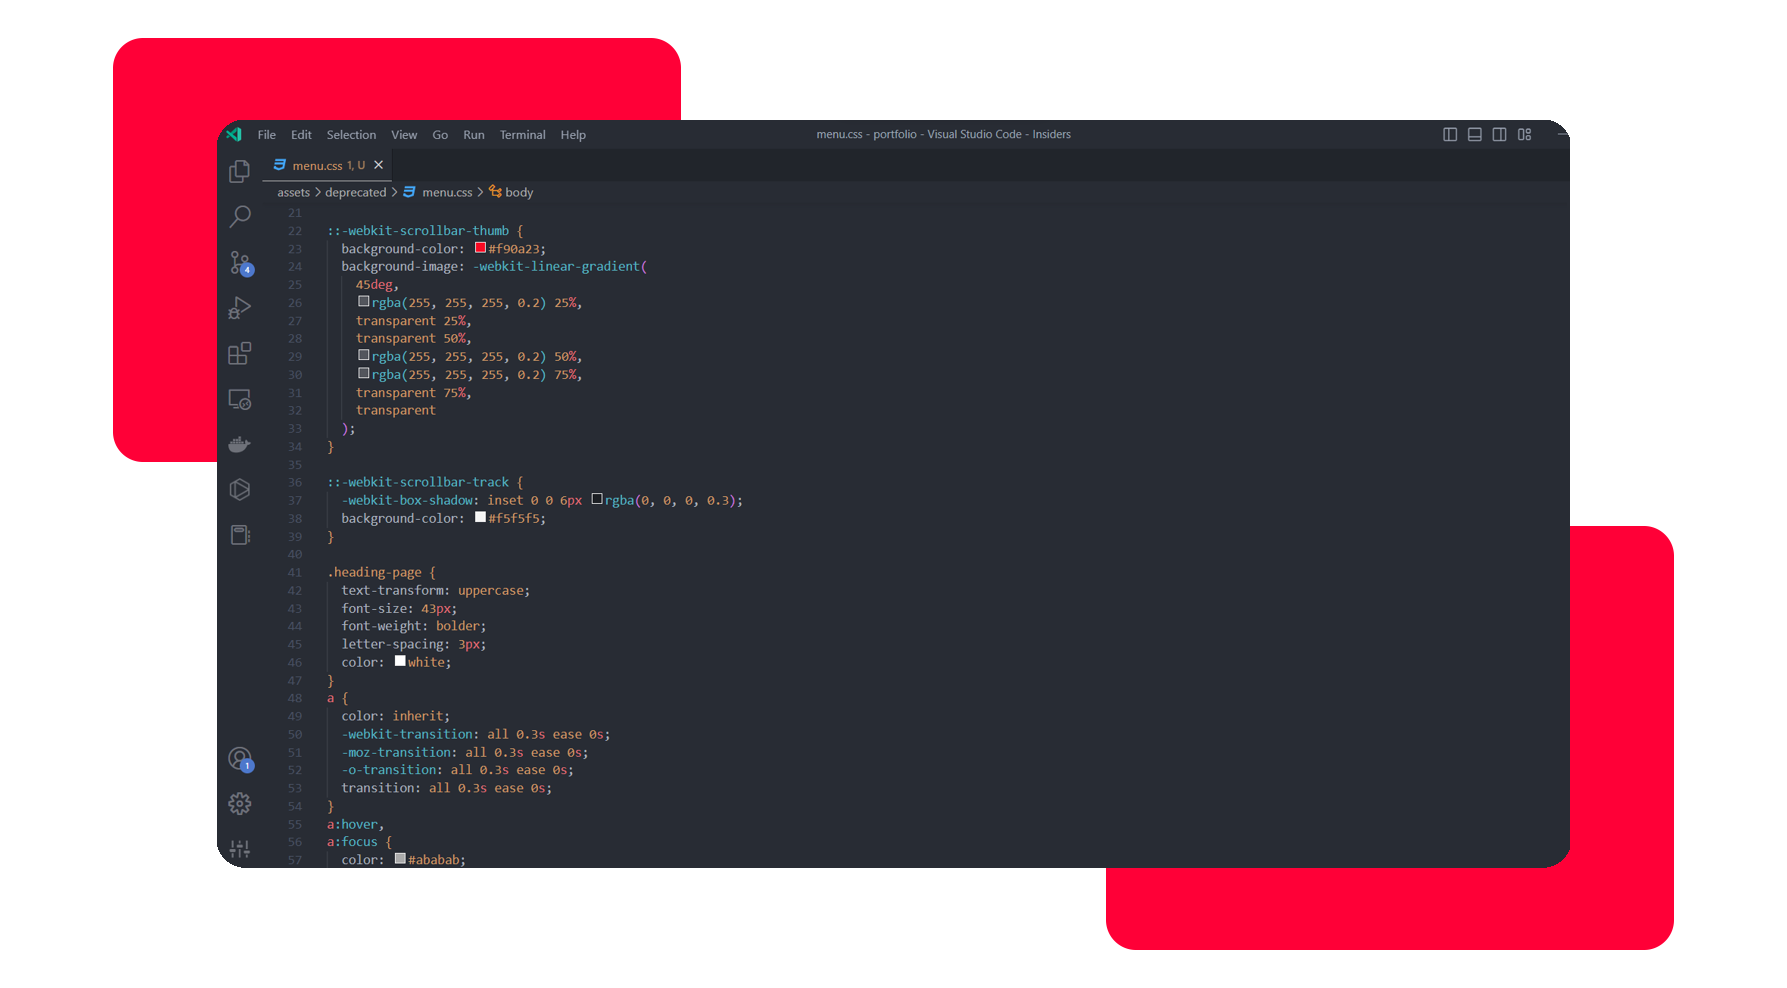 File Edit Selection View Go Run Terminal Help menu.css - portfolio - Visual Studio Code - Insiders
menu.css 1, U
assets > deprecated > menu.css > body
21
22 ::-webkit-scrollbar-thumb {
23 background-color: #f90a23;
24 background-image: -webkit-linear-gradient(
25 45deg,
26 rgba(255, 255, 255, 0.2) 25%,
27 transparent 25%,
28 transparent 50%,
29 rgba(255, 255, 255, 0.2) 50%,
30 rgba(255, 255, 255, 0.2) 75%,
31 transparent 75%,
32 transparent
33 );
34 }
35
36 ::-webkit-scrollbar-track {
37 -webkit-box-shadow: inset 0 0 6px rgba(0, 0, 0, 0.3);
38 background-color: #f5f5f5;
39 }
40
41 .heading-page {
42 text-transform: uppercase;
43 font-size: 43px;
44 font-weight: bolder;
45 letter-spacing: 3px;
46 color: white;
47 }
48 a {
49 color: inherit;
50 -webkit-transition: all 0.3s ease 0s;
51 -moz-transition: all 0.3s ease 0s;
52 -o-transition: all 0.3s ease 0s;
53 transition: all 0.3s ease 0s;
54 }
55 a:hover,
56 a:focus {
57 color: #ababab;
4
1